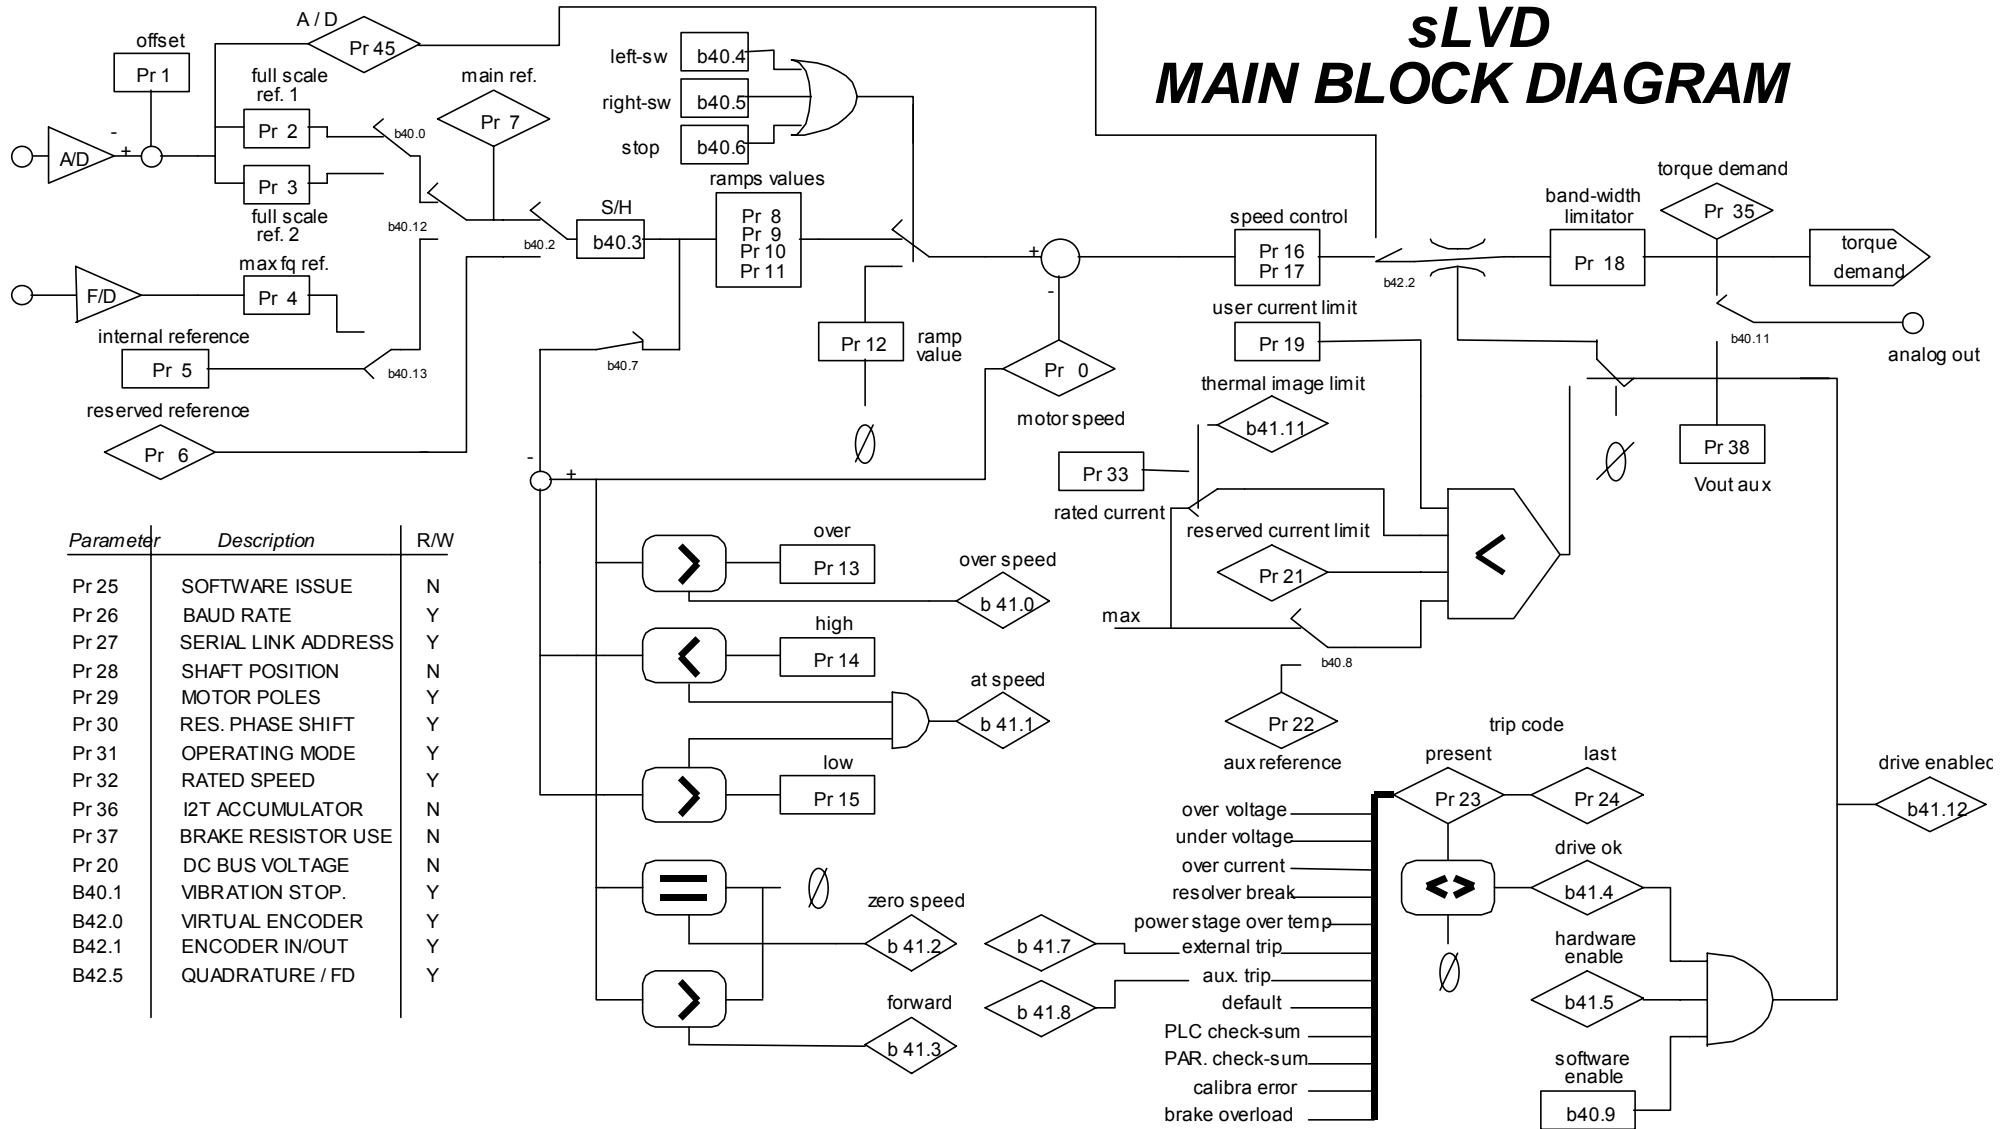 sLVD
MAIN BLOCK DIAGRAM
A / D
Pr 45
offset
Pr 1
full scale
ref. 1
Pr 2
b40.0
main ref.
Pr 7
A/D
-
+
Pr 3
full scale
ref. 2
b40.12
b40.2
S/H
b40.3
left-sw
b40.4
right-sw
b40.5
stop
b40.6
ramps values
Pr 8
Pr 9
Pr 10
Pr 11
max fq ref.
F/D
Pr 4
internal reference
Pr 5
b40.13
reserved reference
Pr 6
b40.7
-
+
Pr 12
ramp
value
Ø
+
-
Pr 0
motor speed
speed control
Pr 16
Pr 17
b42.2
band-width
limitator
Pr 18
torque demand
Pr 35
torque
demand
b40.11
analog out
Pr 38
Vout aux
user current limit
Pr 19
thermal image limit
b41.11
Pr 33
rated current
reserved current limit
Pr 21
<
Ø
max
b40.8
Pr 22
aux reference
Parameter Description R/W
Pr 25 SOFTWARE ISSUE N
Pr 26 BAUD RATE Y
Pr 27 SERIAL LINK ADDRESS Y
Pr 28 SHAFT POSITION N
Pr 29 MOTOR POLES Y
Pr 30 RES. PHASE SHIFT Y
Pr 31 OPERATING MODE Y
Pr 32 RATED SPEED Y
Pr 36 I2T ACCUMULATOR N
Pr 37 BRAKE RESISTOR USE N
Pr 20 DC BUS VOLTAGE N
B40.1 VIBRATION STOP. Y
B42.0 VIRTUAL ENCODER Y
B42.1 ENCODER IN/OUT Y
B42.5 QUADRATURE / FD Y
>
over
Pr 13
over speed
b 41.0
<
high
Pr 14
at speed
b 41.1
>
low
Pr 15
=
Ø
zero speed
b 41.2
>
forward
b 41.3
b 41.7
b 41.8
over voltage
under voltage
over current
resolver break
power stage over temp
external trip
aux. trip
default
PLC check-sum
PAR. check-sum
calibra error
brake overload
trip code
present
last
Pr 23
Pr 24
<>
Ø
drive ok
b41.4
hardware
enable
b41.5
software
enable
b40.9
drive enabled
b41.12